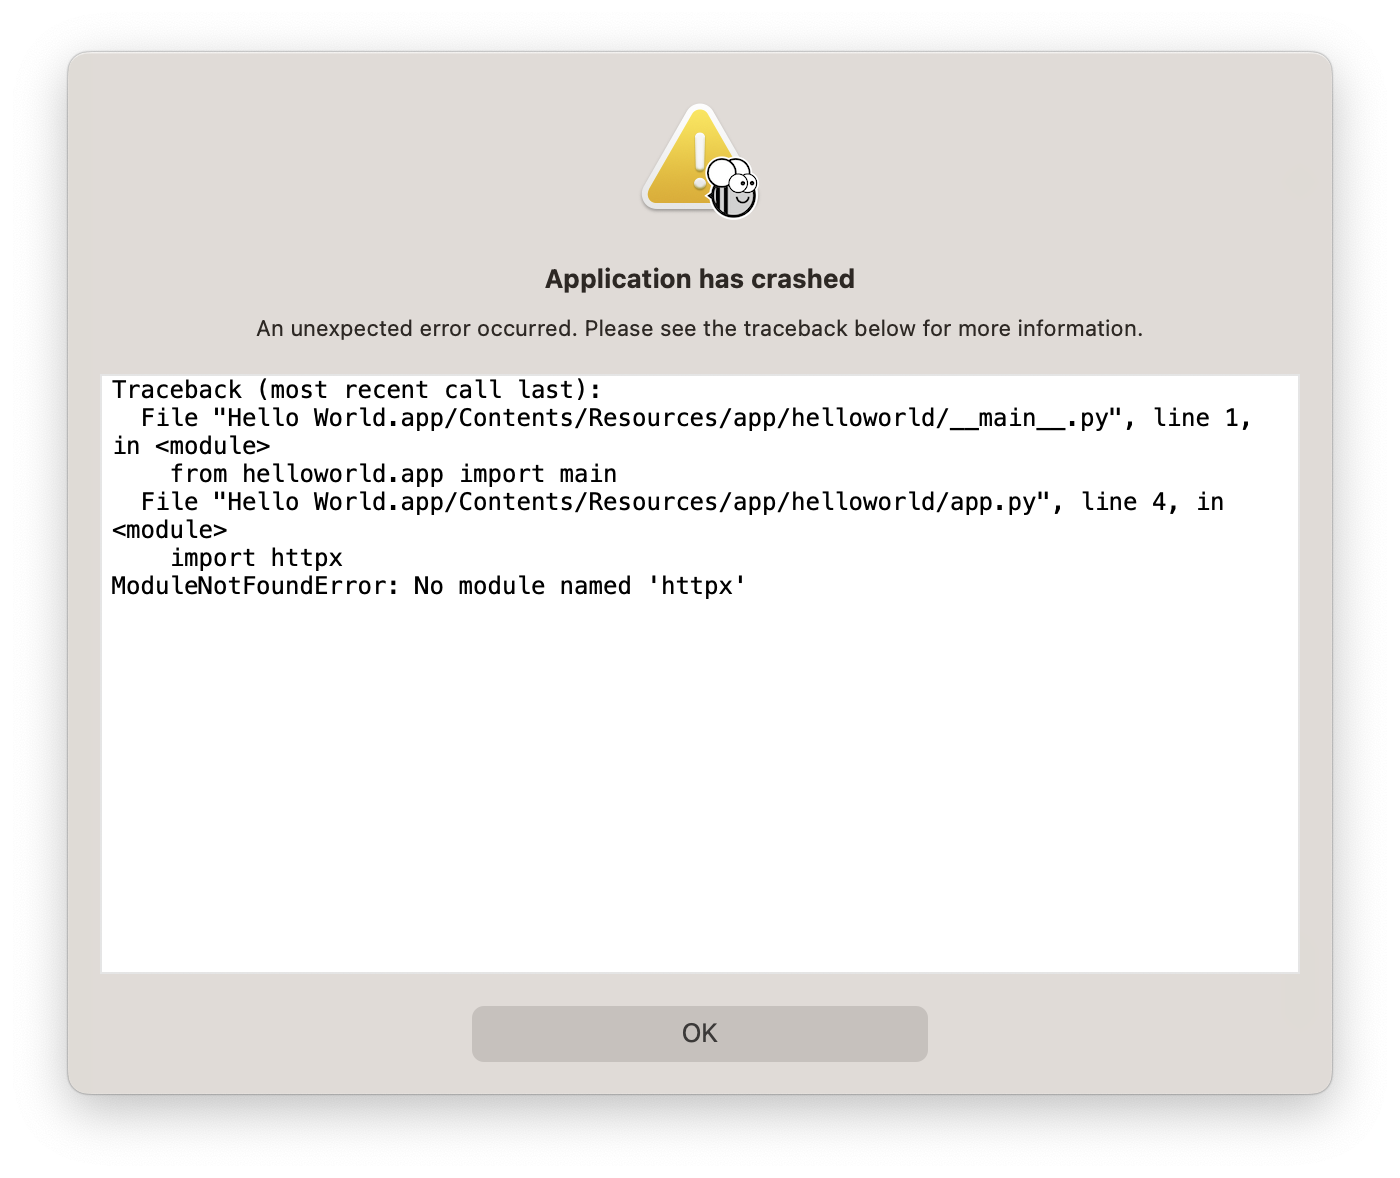 Application has crashed
An unexpected error occurred. Please see the traceback below for more information.
Traceback (most recent call last):
  File "Hello World.app/Contents/Resources/app/helloworld/__main__.py", line 1,
in <module>
    from helloworld.app import main
  File "Hello World.app/Contents/Resources/app/helloworld/app.py", line 4, in
<module>
    import httpx
ModuleNotFoundError: No module named 'httpx'
OK